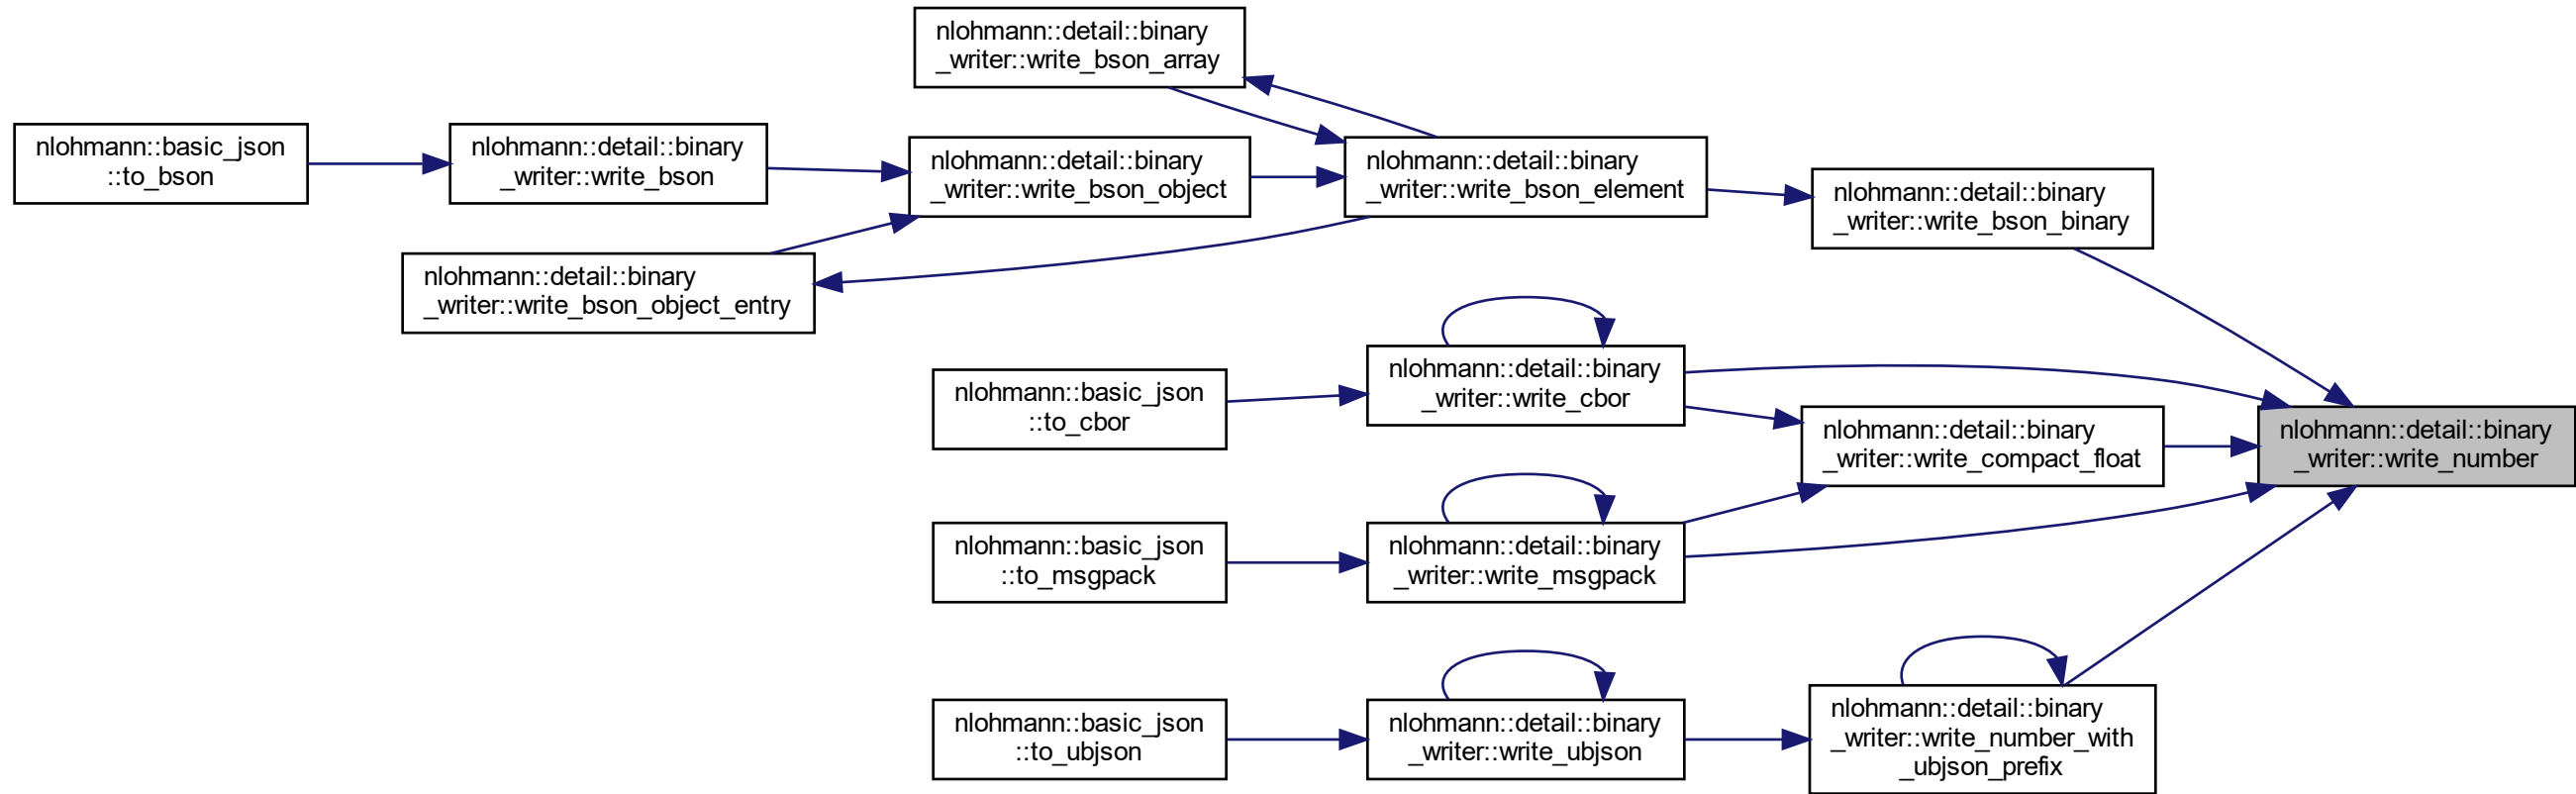 nlohmann::detail::binary
_writer::write_bson_array
nlohmann::basic_json
::to_bson
nlohmann::detail::binary
_writer::write_bson
nlohmann::detail::binary
_writer::write_bson_object
nlohmann::detail::binary
_writer::write_bson_element
nlohmann::detail::binary
_writer::write_bson_binary
nlohmann::detail::binary
_writer::write_bson_object_entry
nlohmann::basic_json
::to_cbor
nlohmann::detail::binary
_writer::write_cbor
nlohmann::detail::binary
_writer::write_compact_float
nlohmann::detail::binary
_writer::write_number
nlohmann::basic_json
::to_msgpack
nlohmann::detail::binary
_writer::write_msgpack
nlohmann::basic_json
::to_ubjson
nlohmann::detail::binary
_writer::write_ubjson
nlohmann::detail::binary
_writer::write_number_with
_ubjson_prefix